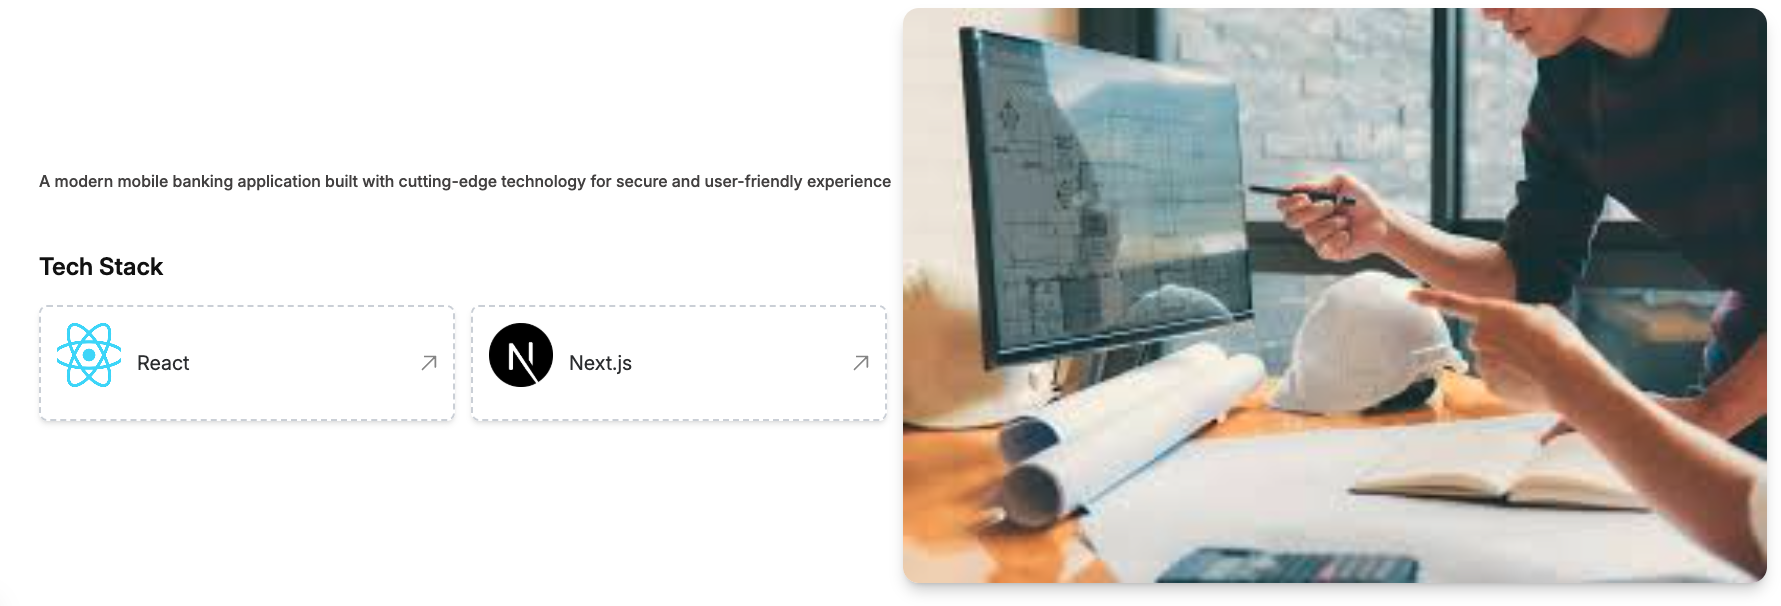 A modern mobile banking application built with cutting-edge technology for secure and user-friendly experience
Tech Stack
React
Next.js